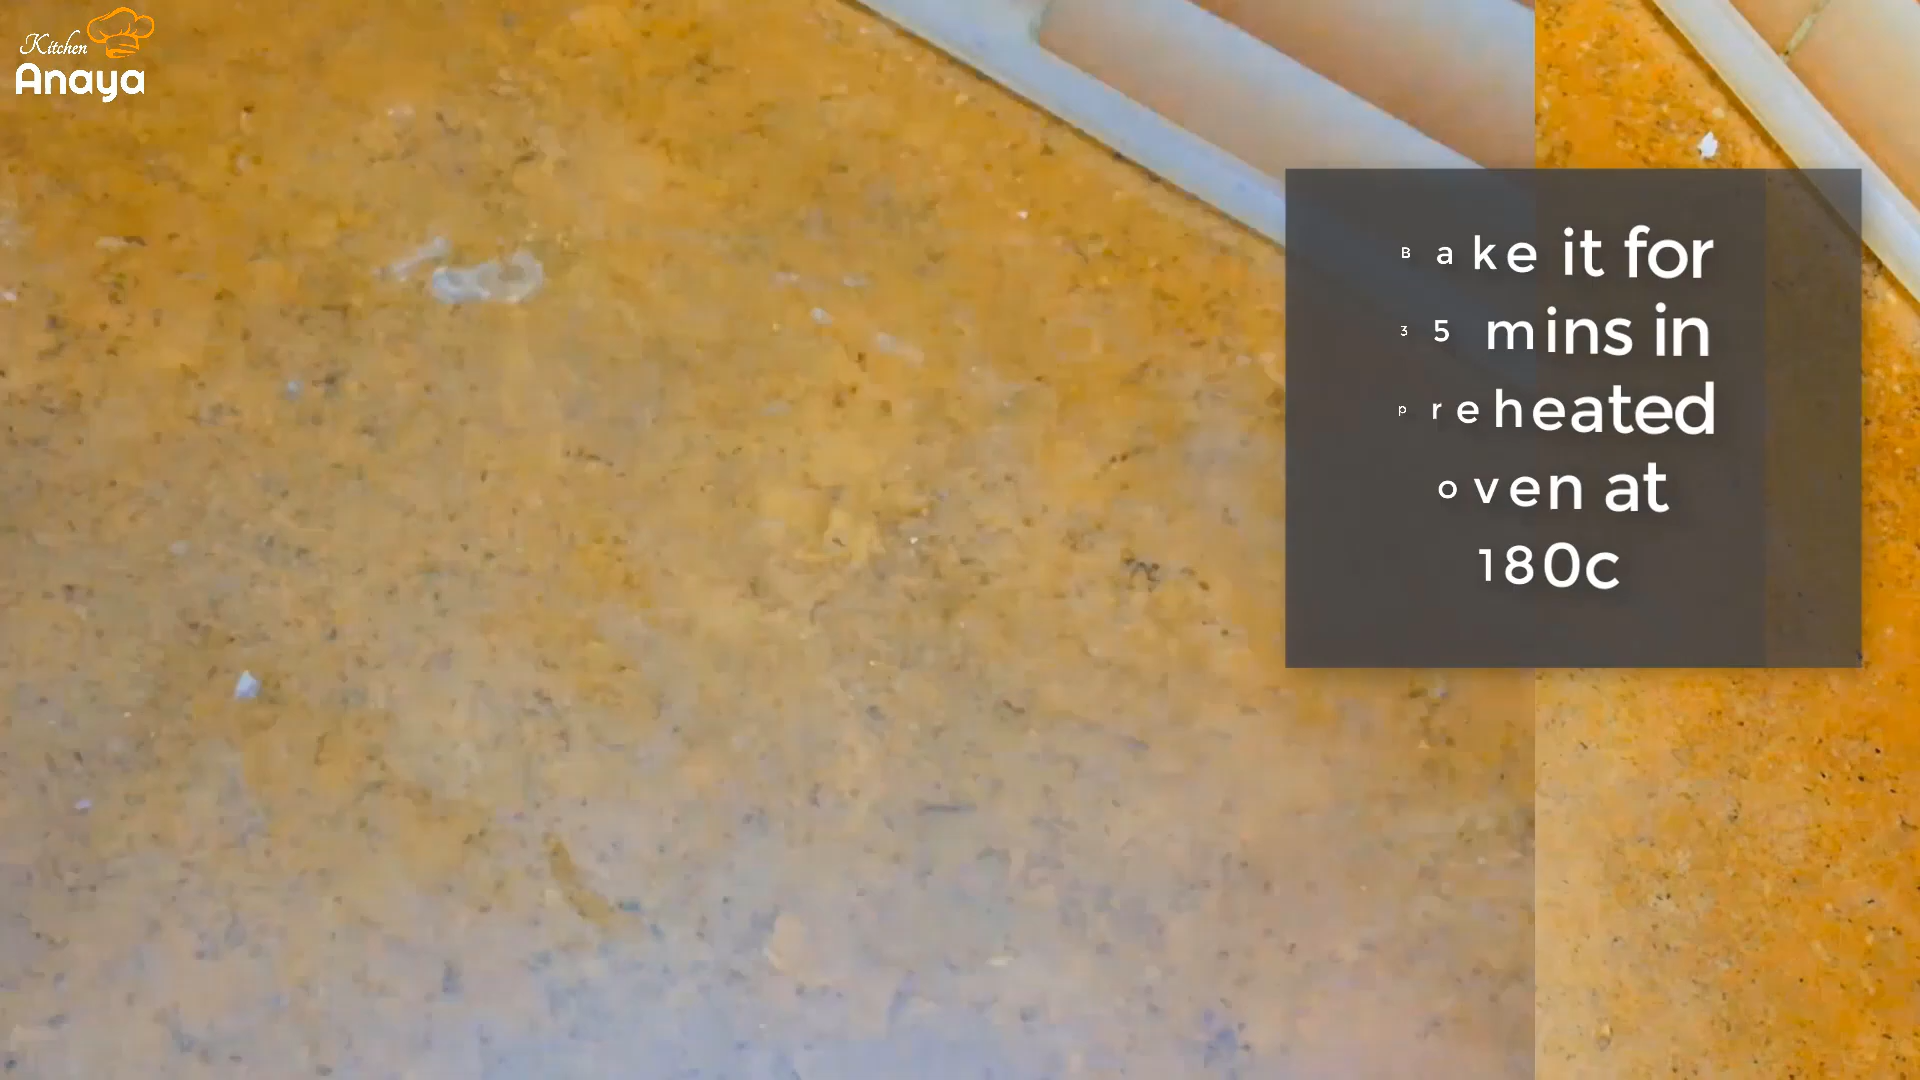 Kitchen
Anaya
Bake it for
35 mins in
preheated
oven at
180c